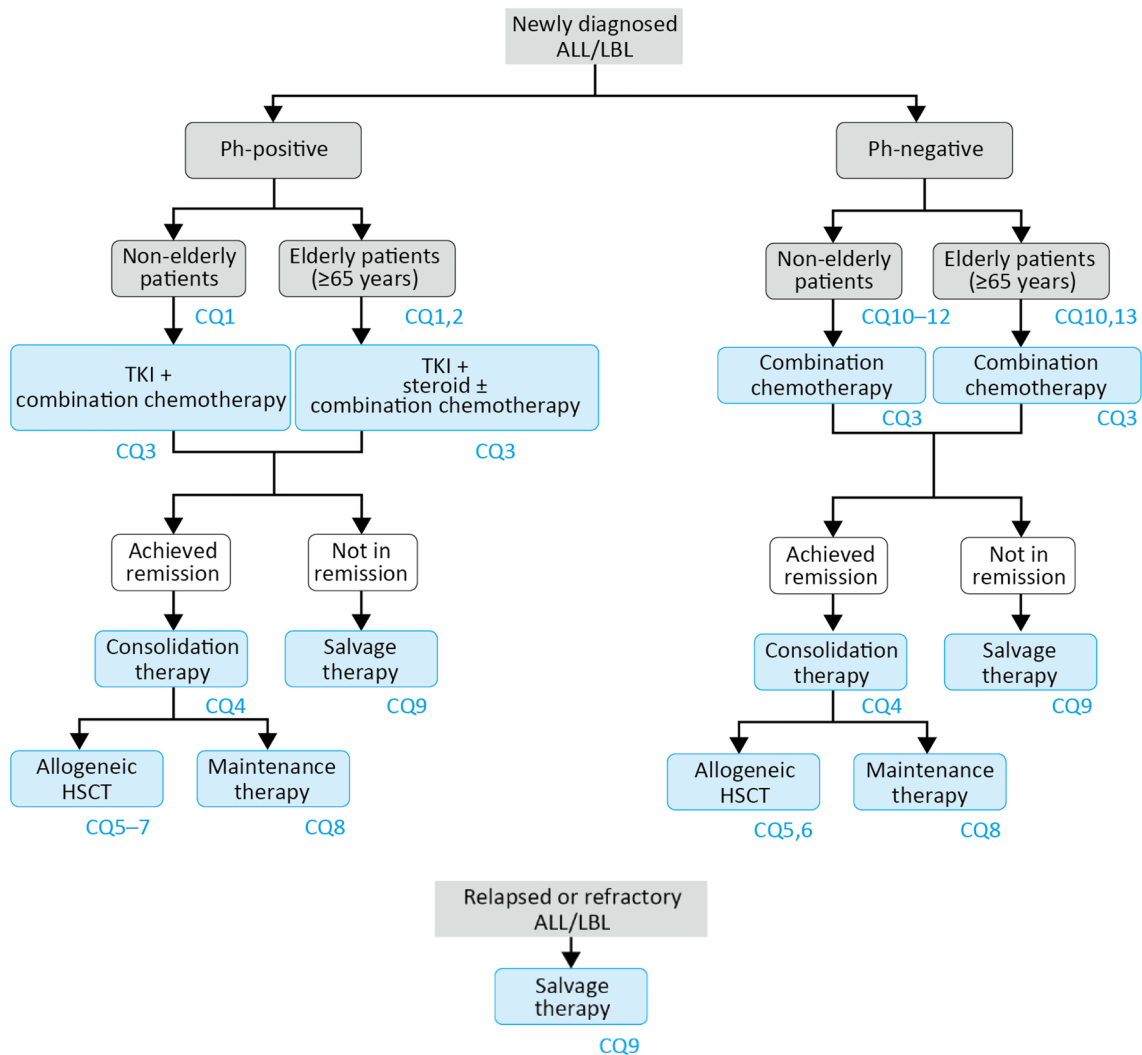 Newly diagnosed
ALL/LBL
Ph-positive
Ph-negative
Non-elderly
patients
Elderly patients
(≥65 years)
Non-elderly
patients
Elderly patients
(≥65 years)
CQ1
CQ1,2
CQ10–12
CQ10,13
TKI +
combination chemotherapy
TKI +
steroid ±
combination chemotherapy
Combination
chemotherapy
Combination
chemotherapy
CQ3
CQ3
CQ3
CQ3
Achieved
remission
Not in
remission
Achieved
remission
Not in
remission
Consolidation
therapy
Salvage
therapy
Consolidation
therapy
Salvage
therapy
CQ4
CQ9
CQ4
CQ9
Allogeneic
HSCT
Maintenance
therapy
Allogeneic
HSCT
Maintenance
therapy
CQ5–7
CQ8
CQ5,6
CQ8
Relapsed or refractory
ALL/LBL
Salvage
therapy
CQ9